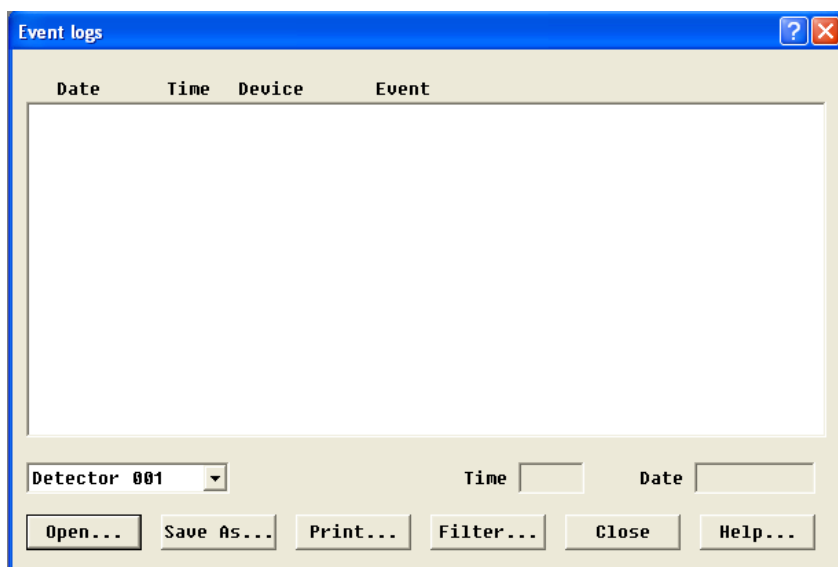 Event logs
Date Time Device Event
Detector 001 Time Date
Open... Save As... Print... Filter... Close Help...